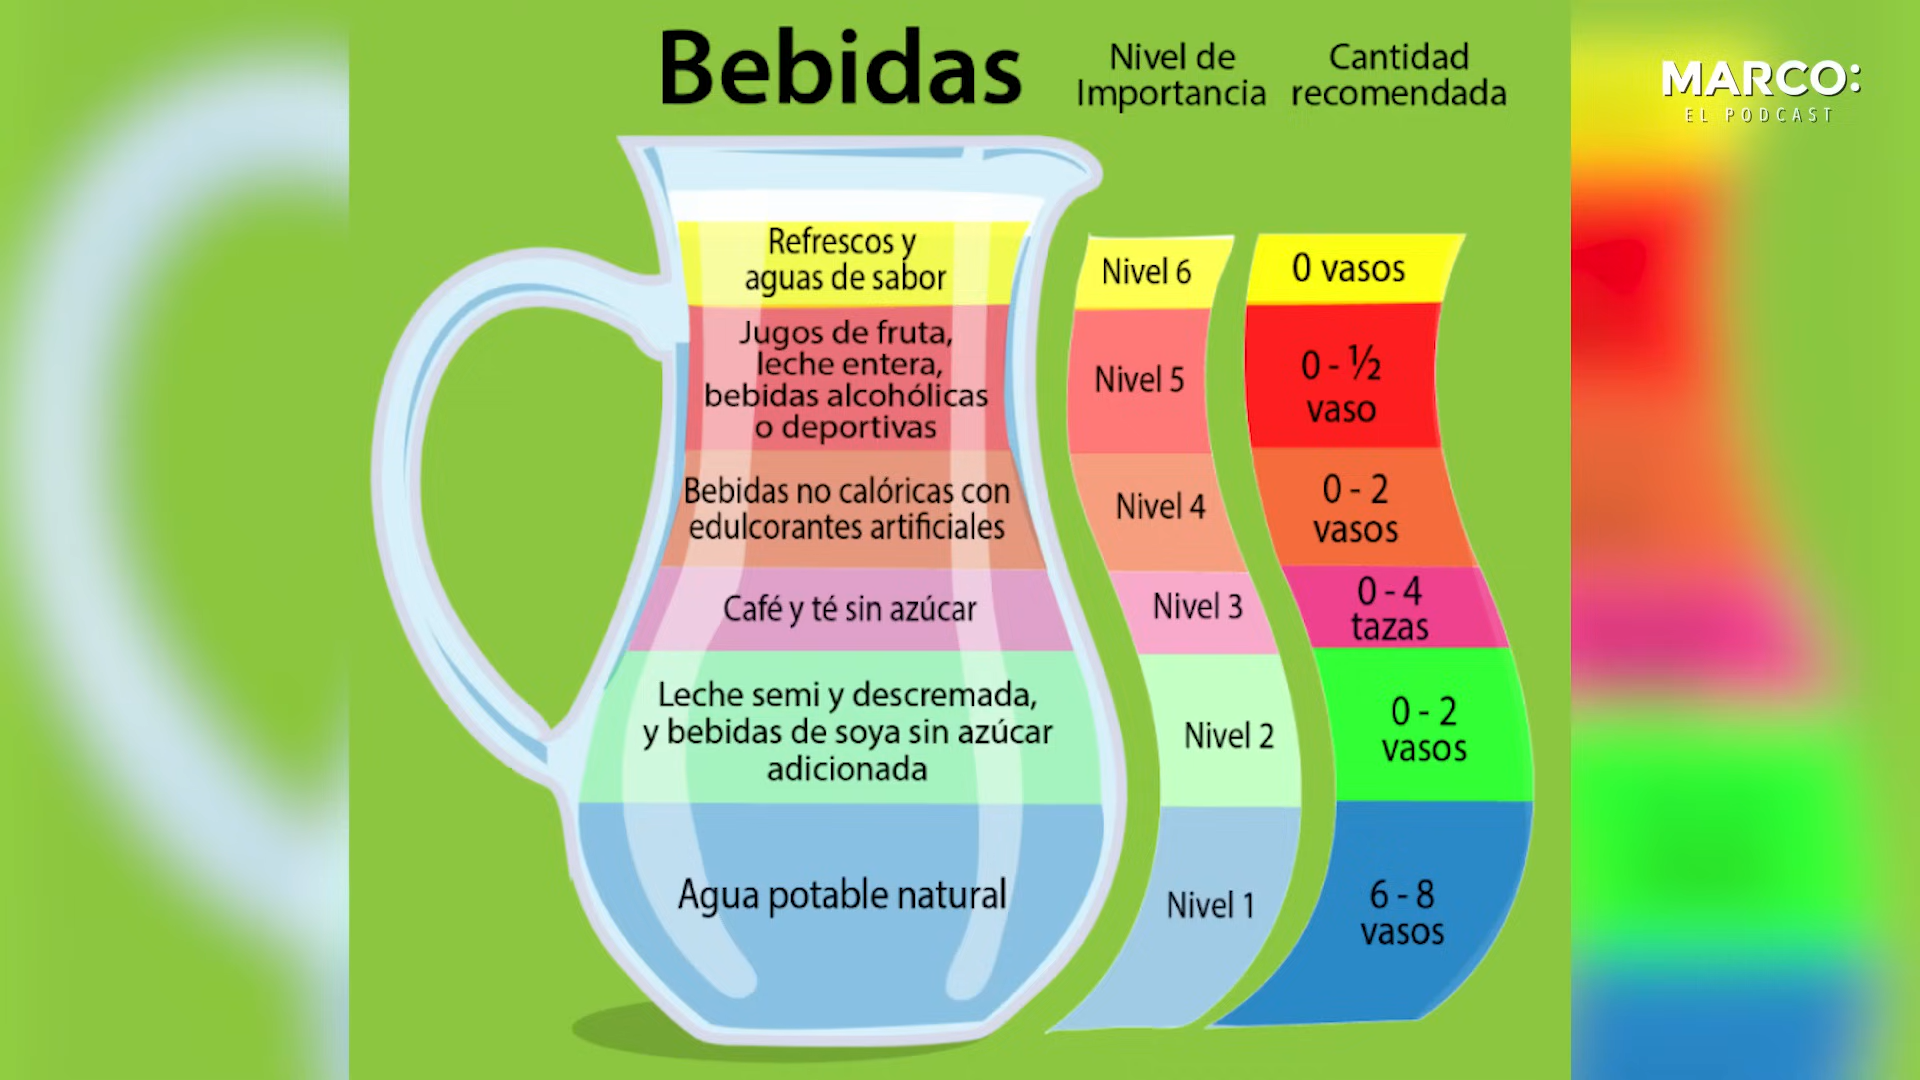 Bebidas
Nivel de
Importancia
Cantidad
recomendada
MARCO:
EL PODCAST
Refrescos y
aguas de sabor
Nivel 6
0 vasos
Jugos de fruta,
leche entera,
bebidas alcohólicas
o deportivas
Nivel 5
0 - ½
vaso
Bebidas no calóricas con
edulcorantes artificiales
Nivel 4
0 - 2
vasos
Café y té sin azúcar
Nivel 3
0 - 4
tazas
Leche semi y descremada,
y bebidas de soya sin azúcar
adicionada
Nivel 2
0 - 2
vasos
Agua potable natural
Nivel 1
6 - 8
vasos